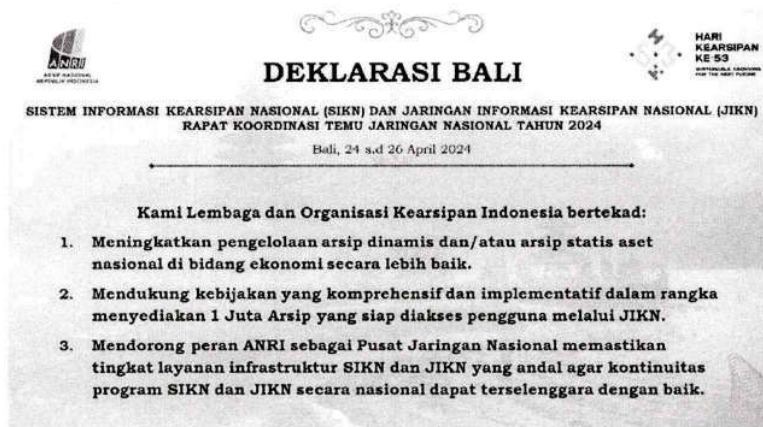 ANRI
ARSIP NASIONAL
REPUBLIK INDONESIA
HARI
KEARSIPAN
KE-53
DEKLARASI BALI
SISTEM INFORMASI KEARSIPAN NASIONAL (SIKN) DAN JARINGAN INFORMASI KEARSIPAN NASIONAL (JIKN)
RAPAT KOORDINASI TEMU JARINGAN NASIONAL TAHUN 2024
Bali, 24 s.d 26 April 2024
Kami Lembaga dan Organisasi Kearsipan Indonesia bertekad:
1. Meningkatkan pengelolaan arsip dinamis dan/atau arsip statis aset
nasional di bidang ekonomi secara lebih baik.
2. Mendukung kebijakan yang komprehensif dan implementatif dalam rangka
menyediakan 1 Juta Arsip yang siap diakses pengguna melalui JIKN.
3. Mendorong peran ANRI sebagai Pusat Jaringan Nasional memastikan
tingkat layanan infrastruktur SIKN dan JIKN yang andal agar kontinuitas
program SIKN dan JIKN secara nasional dapat terselenggara dengan baik.